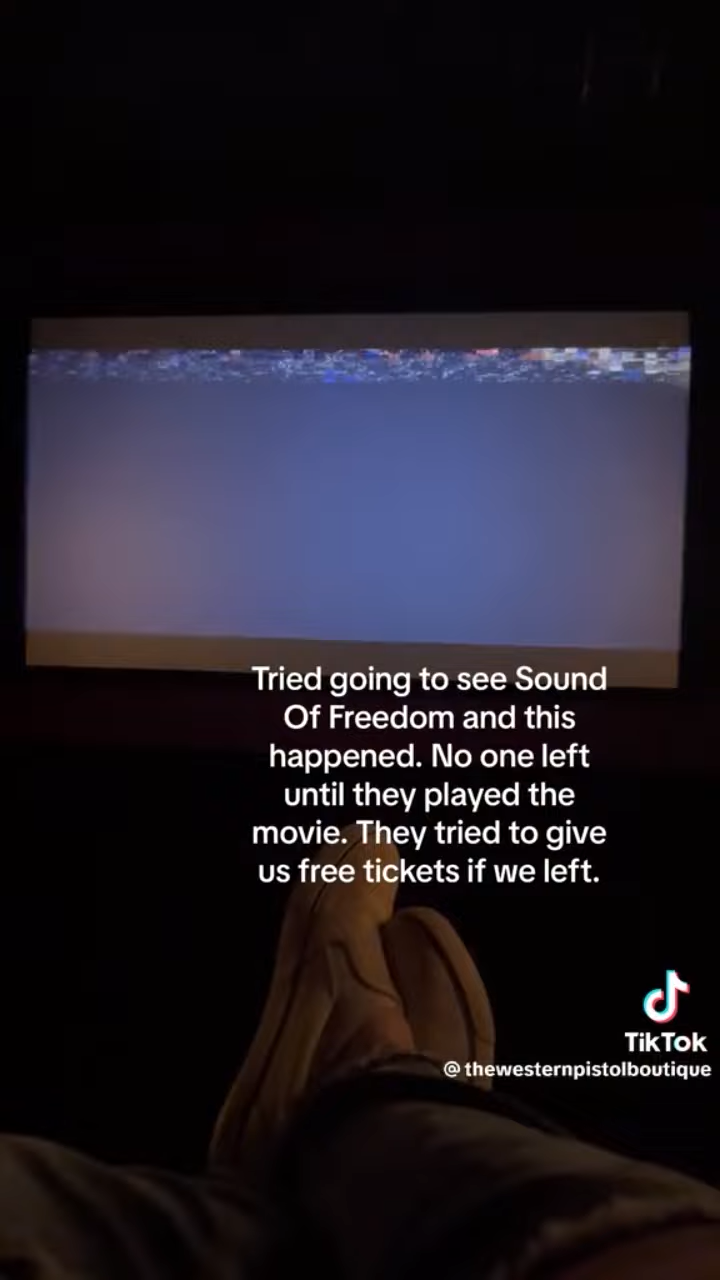 Tried going to see Sound
Of Freedom and this
happened. No one left
until they played the
movie. They tried to give
us free tickets if we left.
TikTok
@thewesternpistolboutique